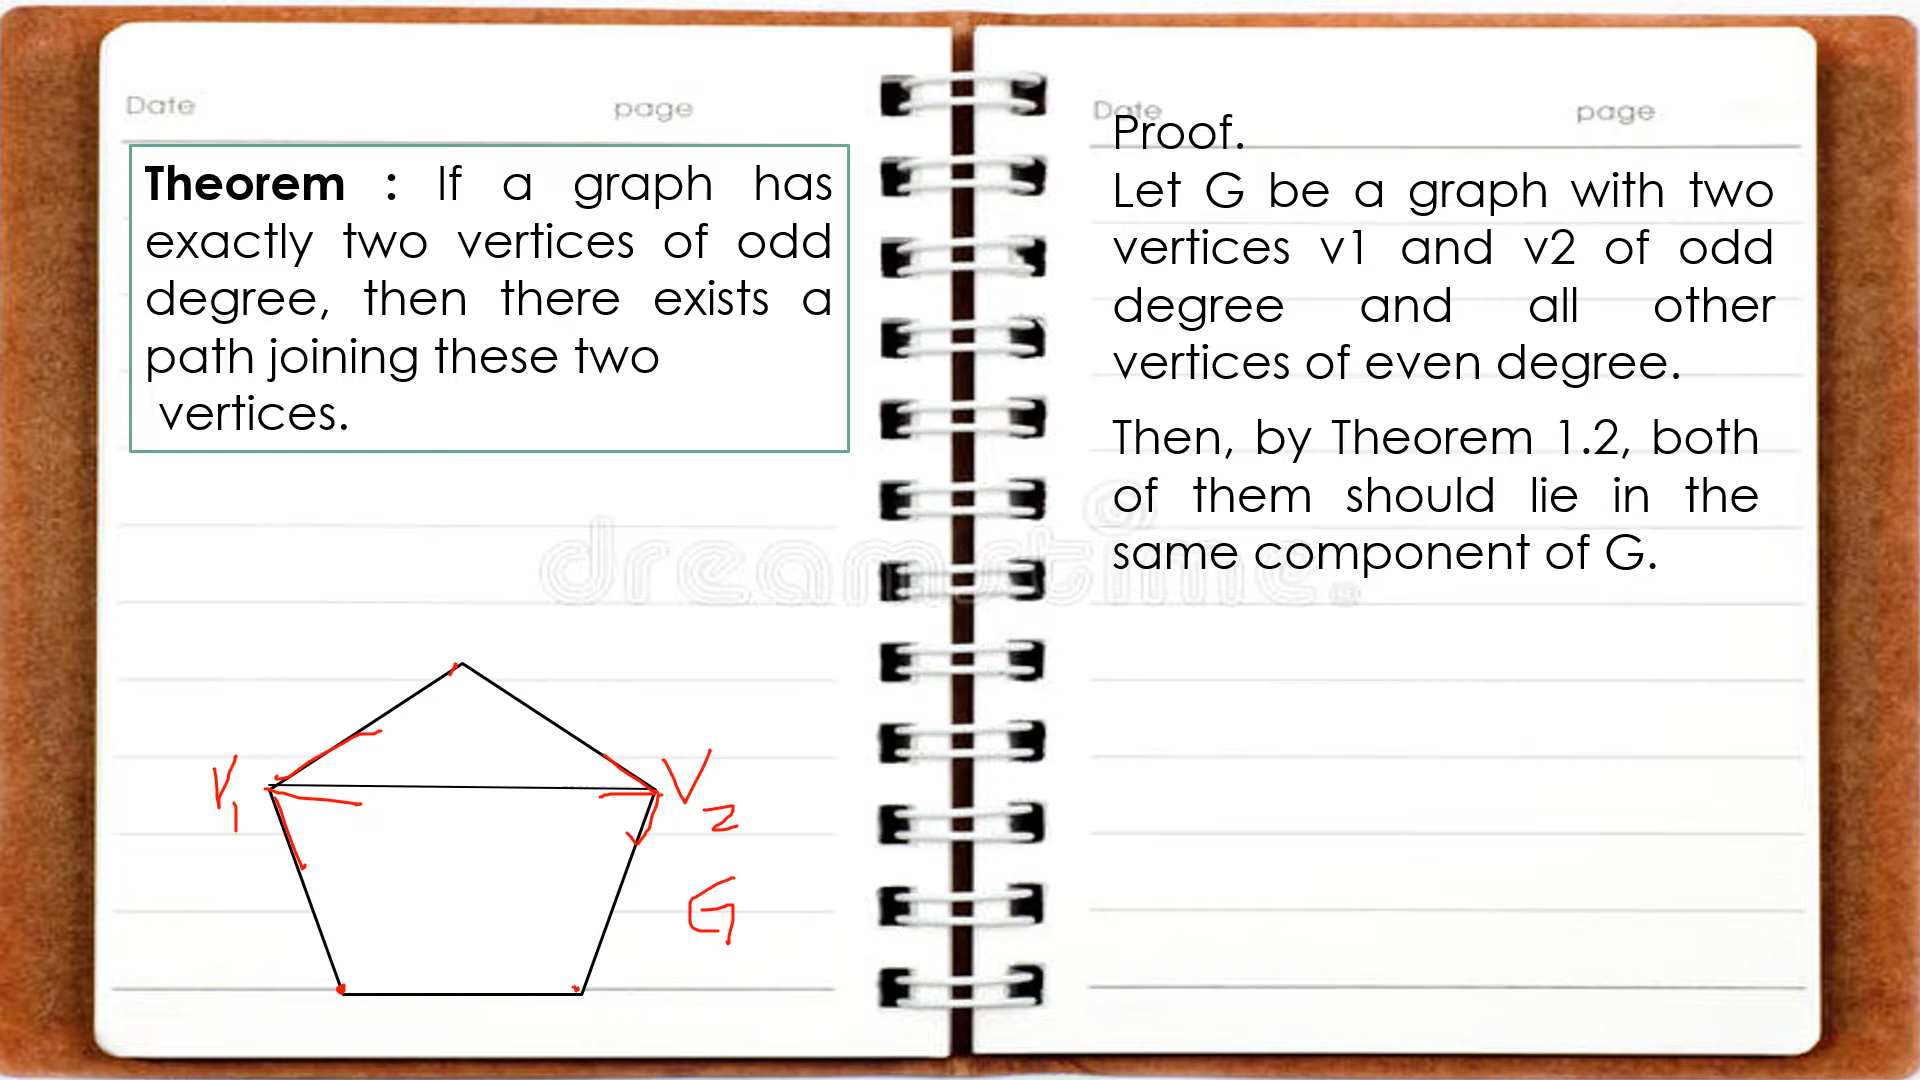 Date page
Theorem : If a graph has
exactly two vertices of odd
degree, then there exists a
path joining these two
vertices.
V1
V2
G
Date page
Proof.
Let G be a graph with two
vertices v1 and v2 of odd
degree and all other
vertices of even degree.
Then, by Theorem 1.2, both
of them should lie in the
same component of G.
dreamstime.